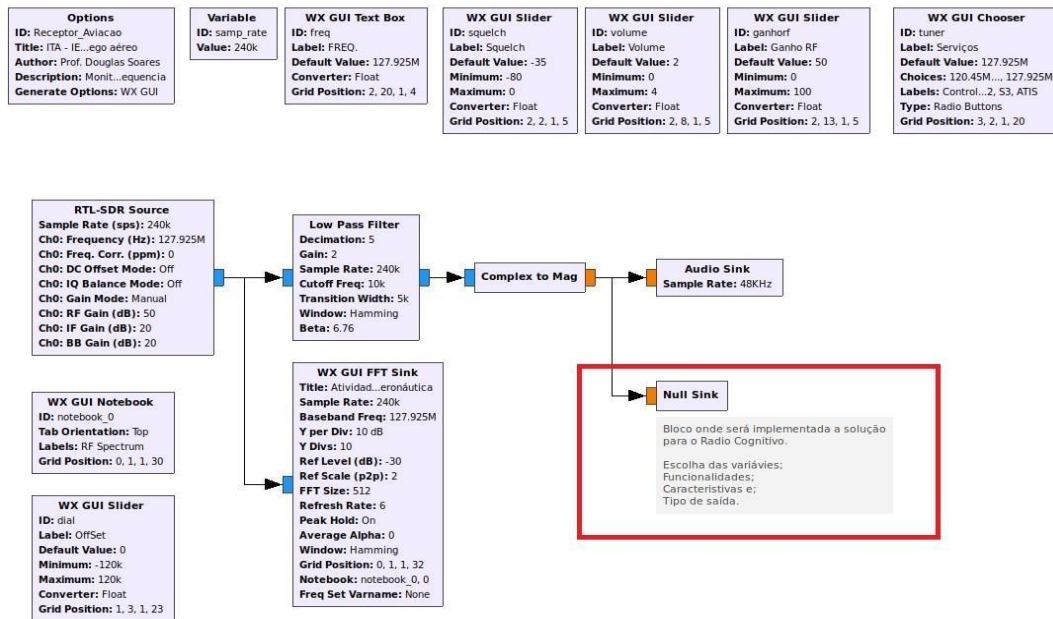 Options
ID: Receptor_Aviacao
Title: ITA - IE...ego aéreo
Author: Prof. Douglas Soares
Description: Monit...equencia
Generate Options: WX GUI
Variable
ID: samp_rate
Value: 240k
WX GUI Text Box
ID: freq
Label: FREQ.
Default Value: 127.925M
Converter: Float
Grid Position: 2, 20, 1, 4
WX GUI Slider
ID: squelch
Label: Squelch
Default Value: -35
Minimum: -80
Maximum: 0
Converter: Float
Grid Position: 2, 2, 1, 5
WX GUI Slider
ID: volume
Label: Volume
Default Value: 2
Minimum: 0
Maximum: 4
Converter: Float
Grid Position: 2, 8, 1, 5
WX GUI Slider
ID: ganhorf
Label: Ganho RF
Default Value: 50
Minimum: 0
Maximum: 100
Converter: Float
Grid Position: 2, 13, 1, 5
WX GUI Chooser
ID: tuner
Label: Serviços
Default Value: 127.925M
Choices: 120.45M..., 127.925M
Labels: Control...2, S3, ATIS
Type: Radio Buttons
Grid Position: 3, 2, 1, 20
RTL-SDR Source
Sample Rate (sps): 240k
Ch0: Frequency (Hz): 127.925M
Ch0: Freq. Corr. (ppm): 0
Ch0: DC Offset Mode: Off
Ch0: IQ Balance Mode: Off
Ch0: Gain Mode: Manual
Ch0: RF Gain (dB): 50
Ch0: IF Gain (dB): 20
Ch0: BB Gain (dB): 20
Low Pass Filter
Decimation: 5
Gain: 2
Sample Rate: 240k
Cutoff Freq: 10k
Transition Width: 5k
Window: Hamming
Beta: 6.76
Complex to Mag
Audio Sink
Sample Rate: 48KHz
WX GUI FFT Sink
Title: Atividad...eronáutica
Sample Rate: 240k
Baseband Freq: 127.925M
Y per Div: 10 dB
Y Divs: 10
Ref Level (dB): -30
Ref Scale (p2p): 2
FFT Size: 512
Refresh Rate: 6
Peak Hold: On
Average Alpha: 0
Window: Hamming
Grid Position: 0, 1, 1, 32
Notebook: notebook_0, 0
Freq Set Varname: None
Null Sink
Bloco onde será implementada a solução
para o Radio Cognitivo.
Escolha das variávies;
Funcionalidades;
Caracteristivas e;
Tipo de saída.
WX GUI Notebook
ID: notebook_0
Tab Orientation: Top
Labels: RF Spectrum
Grid Position: 0, 1, 1, 30
WX GUI Slider
ID: dial
Label: OffSet
Default Value: 0
Minimum: -120k
Maximum: 120k
Converter: Float
Grid Position: 1, 3, 1, 23